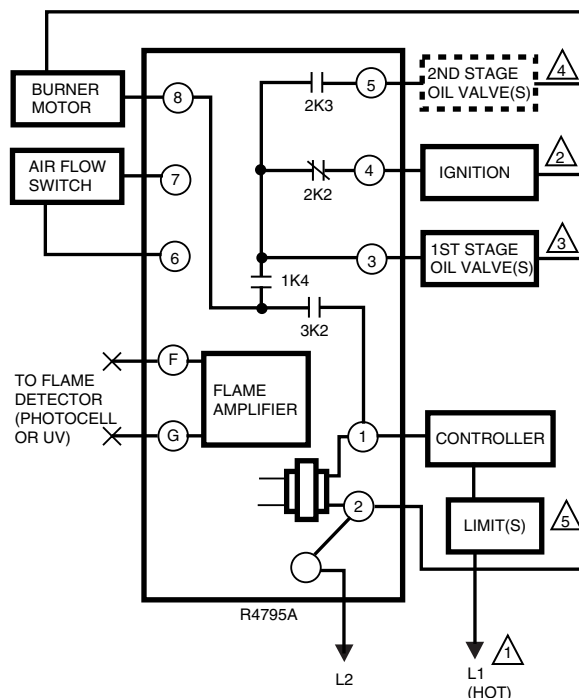 BURNER
MOTOR
8
2K3
5
2ND STAGE
OIL VALVE(S)
4
AIR FLOW
SWITCH
7
2K2
4
IGNITION
2
6
1K4
3
1ST STAGE
OIL VALVE(S)
3
3K2
F
TO FLAME
DETECTOR
(PHOTOCELL
OR UV)
FLAME
AMPLIFIER
G
1
CONTROLLER
2
LIMIT(S)
5
R4795A
L2
L1
(HOT)
1